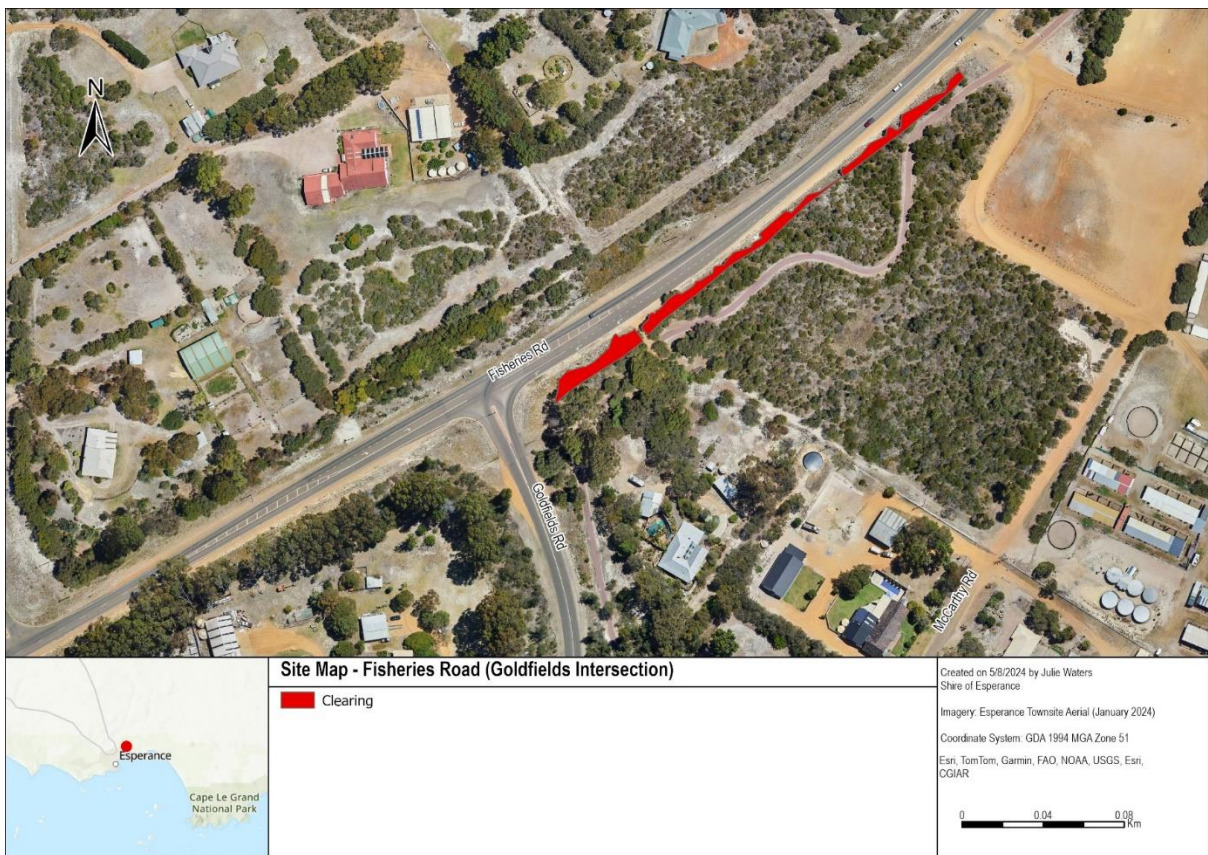 N
Fisheries Rd
Goldfields Rd
McCarthy Rd
Esperance
Cape Le Grand
National Park
Site Map - Fisheries Road (Goldfields Intersection)
Clearing
Created on 5/8/2024 by Julie Waters
Shire of Esperance
Imagery: Esperance Townsite Aerial (January 2024)
Coordinate System: GDA 1994 MGA Zone 51
Esri, TomTom, Garmin, FAO, NOAA, USGS, Esri,
CGIAR
0 0.04 0.08
Km